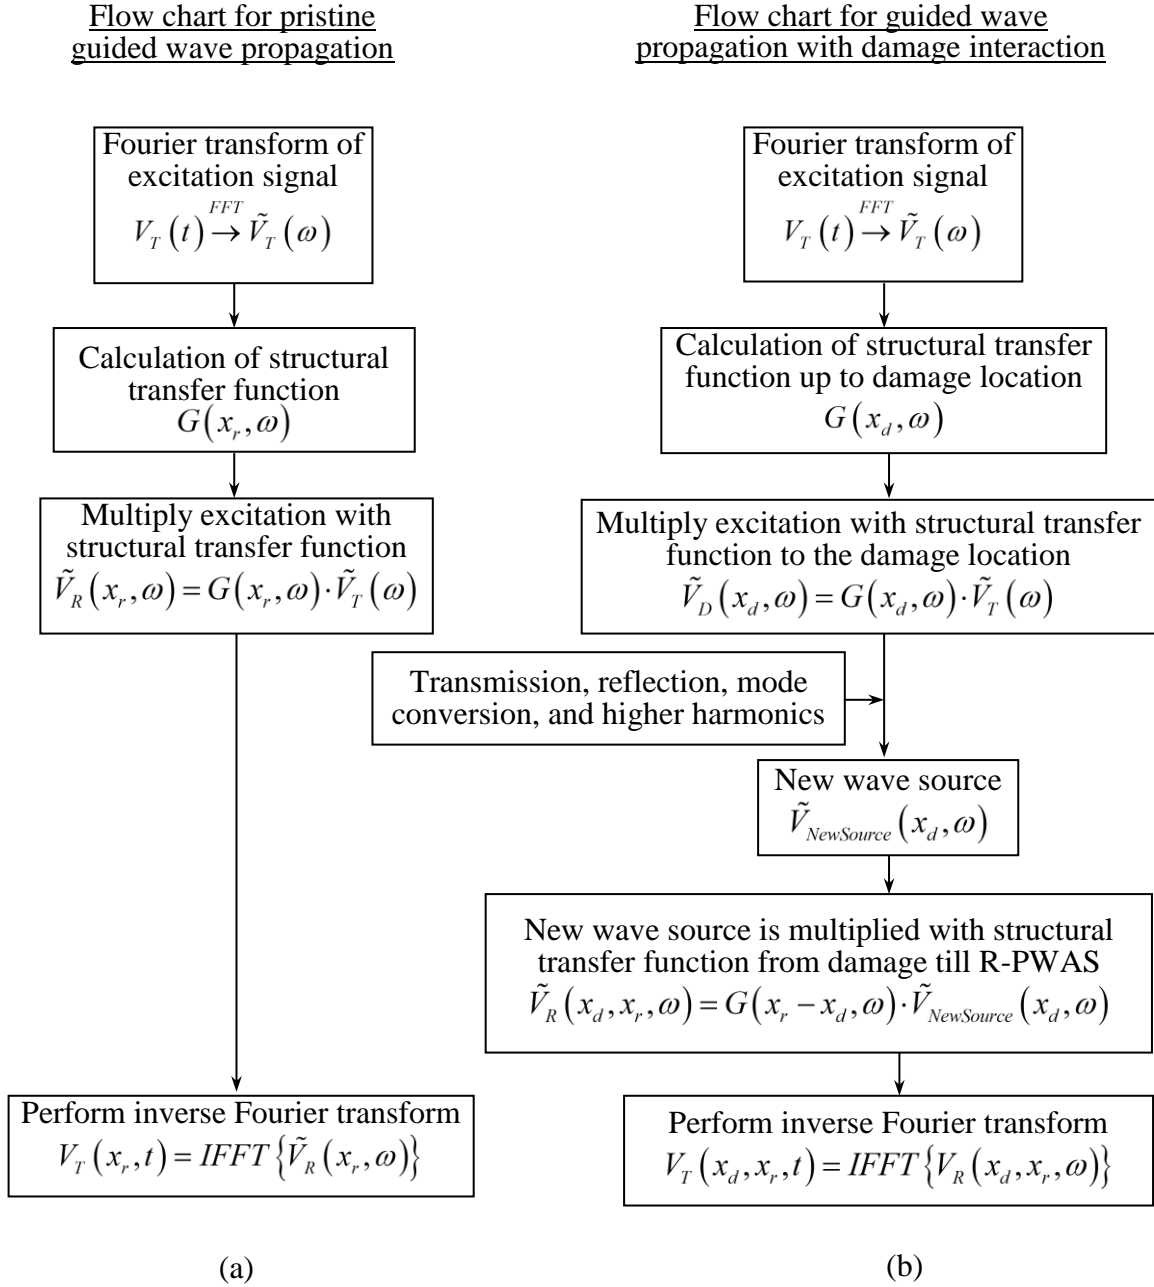 Flow chart for pristine
guided wave propagation
Fourier transform of
excitation signal
V_T(t) →^{FFT} Ṽ_T(ω)
Calculation of structural
transfer function
G(x_r, ω)
Multiply excitation with
structural transfer function
Ṽ_R(x_r, ω) = G(x_r, ω)·Ṽ_T(ω)
Perform inverse Fourier transform
V_T(x_r, t) = IFFT{Ṽ_R(x_r, ω)}
(a)
Flow chart for guided wave
propagation with damage interaction
Fourier transform of
excitation signal
V_T(t) →^{FFT} Ṽ_T(ω)
Calculation of structural transfer
function up to damage location
G(x_d, ω)
Multiply excitation with structural transfer
function to the damage location
Ṽ_D(x_d, ω) = G(x_d, ω)·Ṽ_T(ω)
Transmission, reflection, mode
conversion, and higher harmonics
New wave source
Ṽ_{NewSource}(x_d, ω)
New wave source is multiplied with structural
transfer function from damage till R-PWAS
Ṽ_R(x_d, x_r, ω) = G(x_r − x_d, ω)·Ṽ_{NewSource}(x_d, ω)
Perform inverse Fourier transform
V_T(x_d, x_r, t) = IFFT{V_R(x_d, x_r, ω)}
(b)